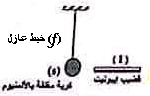 (f) خيط عازل
(s)
(1)
كرية مغلفة بالألمنيوم
قضيب ايبونيت